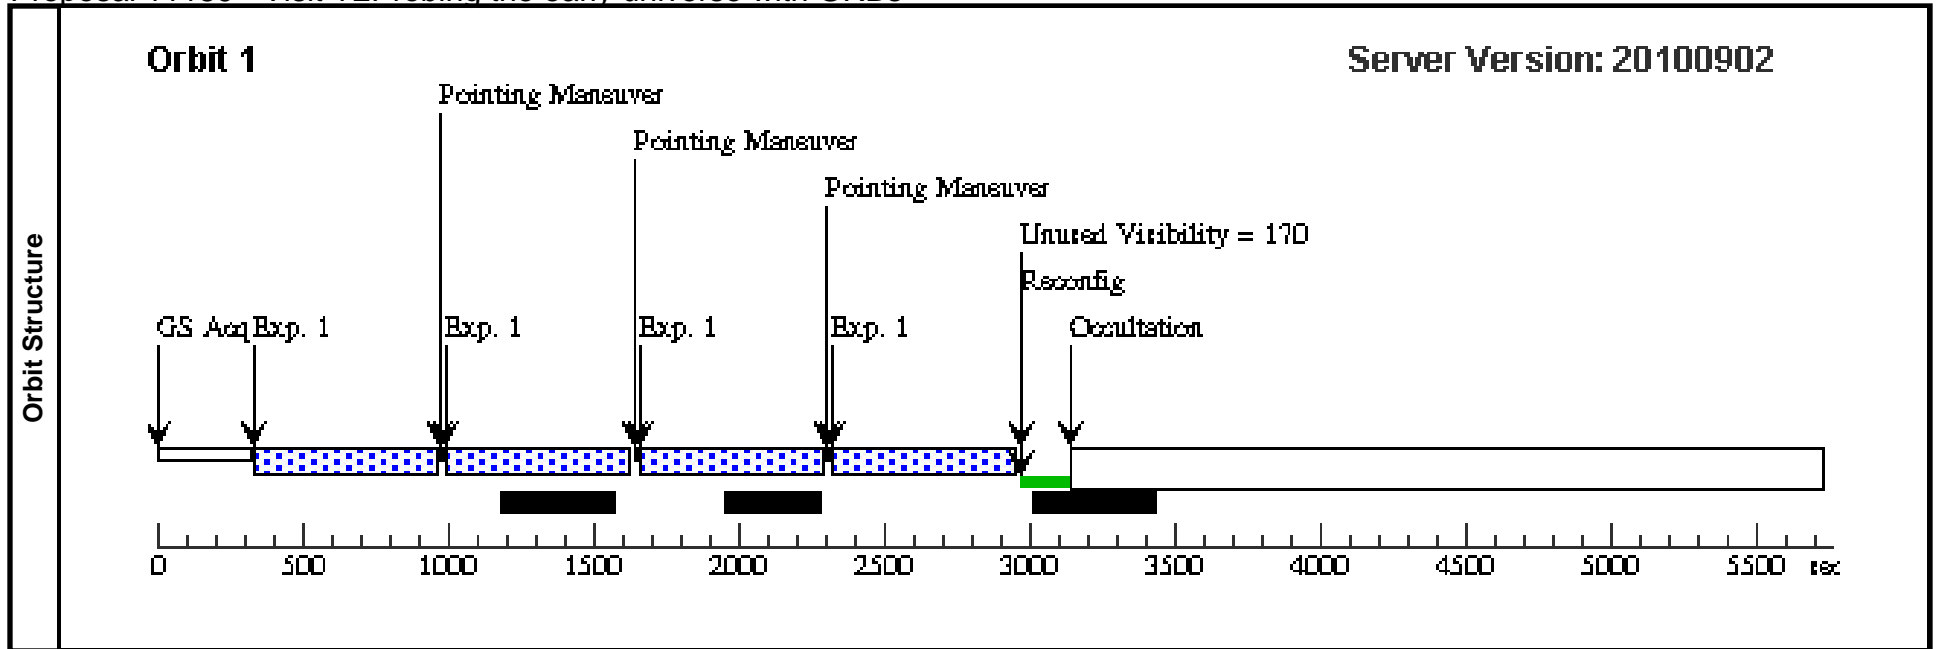 Orbit 1
Server Version: 20100902
Pointing Maneuver
Pointing Maneuver
Pointing Maneuver
Unused Visibility = 170
Reconfig
GS Acq Exp. 1 Exp. 1 Exp. 1 Exp. 1 Occultation
Orbit Structure
0 500 1000 1500 2000 2500 3000 3500 4000 4500 5000 5500 sec